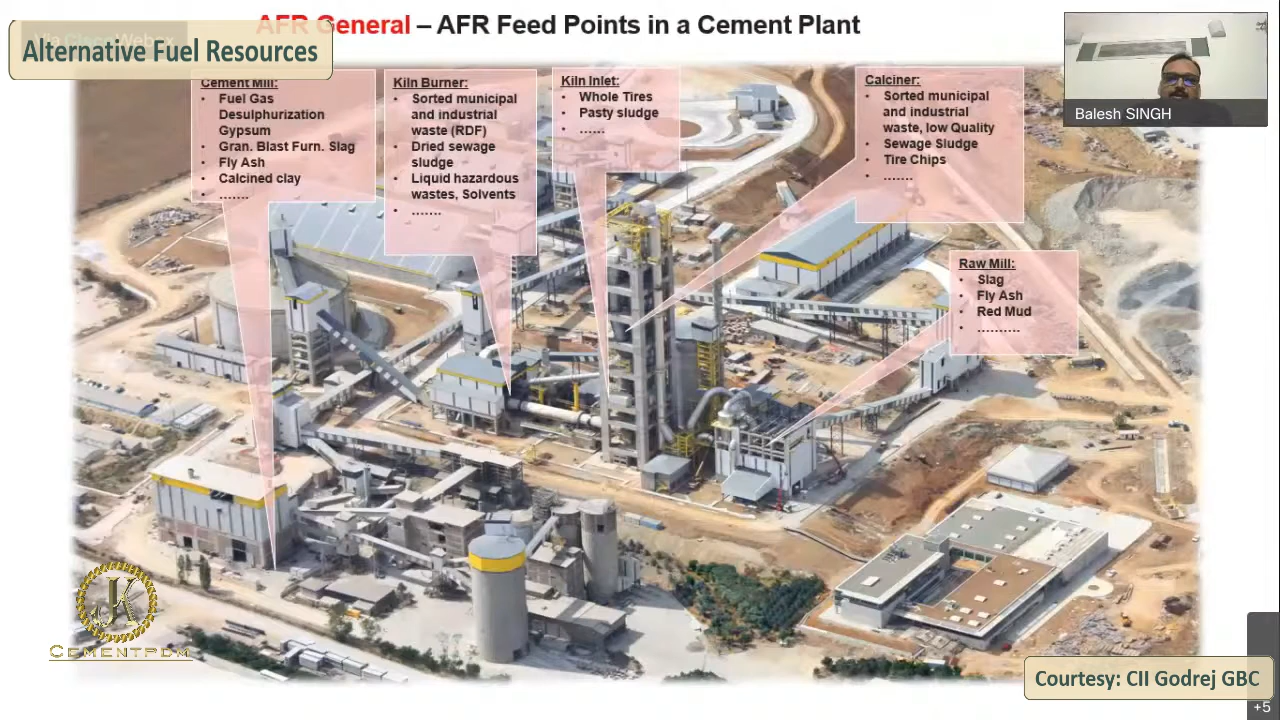 AFR General – AFR Feed Points in a Cement Plant
Alternative Fuel Resources
Cement Mill:
• Fuel Gas
Desulphurization
Gypsum
• Gran. Blast Furn. Slag
• Fly Ash
• Calcined clay
• .......
Kiln Burner:
• Sorted municipal
and industrial
waste (RDF)
• Dried sewage
sludge
• Liquid hazardous
wastes, Solvents
• .......
Kiln Inlet:
• Whole Tires
• Pasty sludge
• ......
Calciner:
• Sorted municipal
and industrial
waste, low Quality
• Sewage Sludge
• Tire Chips
• .......
Raw Mill:
• Slag
• Fly Ash
• Red Mud
• ..........
Balesh SINGH
JK
CEMENTPDM
Courtesy: CII Godrej GBC
+5